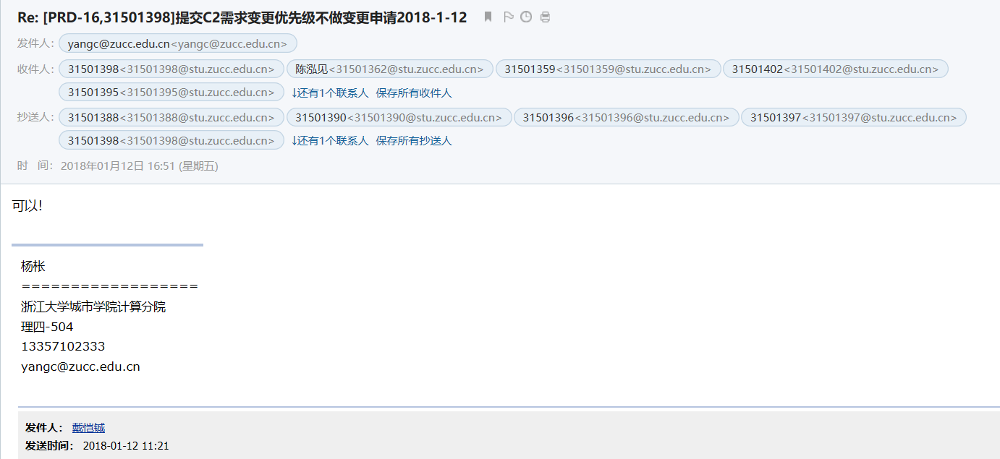 Re: [PRD-16,31501398]提交C2需求变更优先级不做变更申请2018-1-12
发件人： yangc@zucc.edu.cn<yangc@zucc.edu.cn>
收件人： 31501398<31501398@stu.zucc.edu.cn> 陈泓见<31501362@stu.zucc.edu.cn> 31501359<31501359@stu.zucc.edu.cn> 31501402<31501402@stu.zucc.edu.cn>
31501395<31501395@stu.zucc.edu.cn> ↓还有1个联系人 保存所有收件人
抄送人： 31501388<31501388@stu.zucc.edu.cn> 31501390<31501390@stu.zucc.edu.cn> 31501396<31501396@stu.zucc.edu.cn> 31501397<31501397@stu.zucc.edu.cn>
31501398<31501398@stu.zucc.edu.cn> ↓还有1个联系人 保存所有抄送人
时 间： 2018年01月12日 16:51 (星期五)
可以！
杨枨
==================
浙江大学城市学院计算分院
理四-504
13357102333
yangc@zucc.edu.cn
发件人： 戴恺铖
发送时间： 2018-01-12 11:21